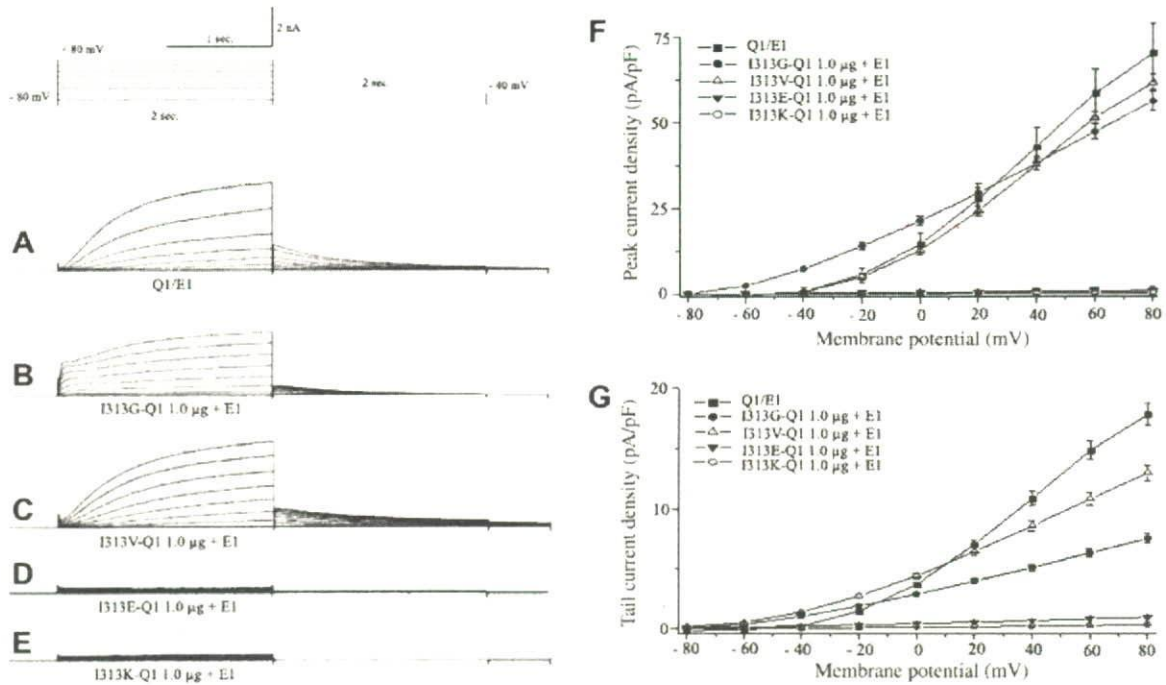 1 sec.
2 nA
- 80 mV
- 80 mV
2 sec.
2 sec.
- 40 mV
A
Q1/E1
B
I313G-Q1 1.0 µg + E1
C
I313V-Q1 1.0 µg + E1
D
I313E-Q1 1.0 µg + E1
E
I313K-Q1 1.0 µg + E1
F
Peak current density (pA/pF)
75
50
25
0
Q1/E1
I313G-Q1 1.0 µg + E1
I313V-Q1 1.0 µg + E1
I313E-Q1 1.0 µg + E1
I313K-Q1 1.0 µg + E1
- 80 - 60 - 40 - 20 0 20 40 60 80
Membrane potential (mV)
G
Tail current density (pA/pF)
20
10
0
Q1/E1
I313G-Q1 1.0 µg + E1
I313V-Q1 1.0 µg + E1
I313E-Q1 1.0 µg + E1
I313K-Q1 1.0 µg + E1
- 80 - 60 - 40 - 20 0 20 40 60 80
Membrane potential (mV)